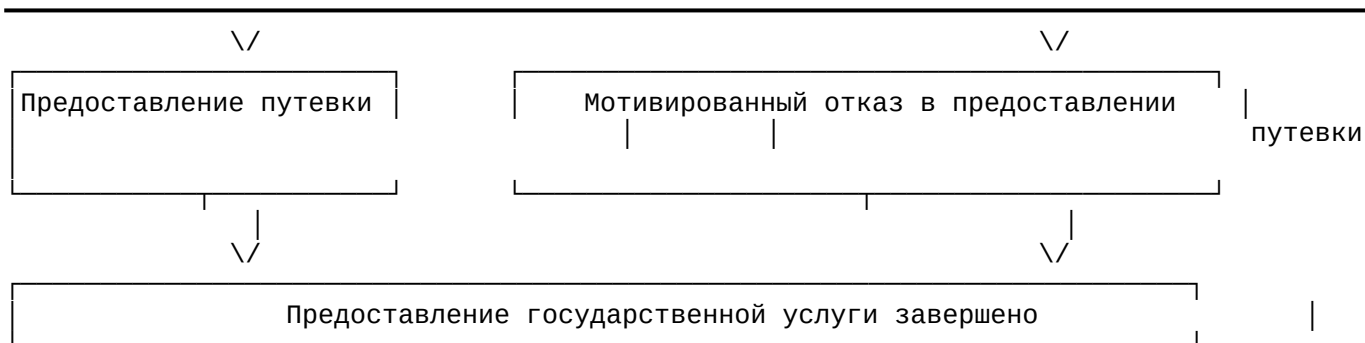 \/ \/
Предоставление путевки Мотивированный отказ в предоставлении
путевки
\/ \/
Предоставление государственной услуги завершено